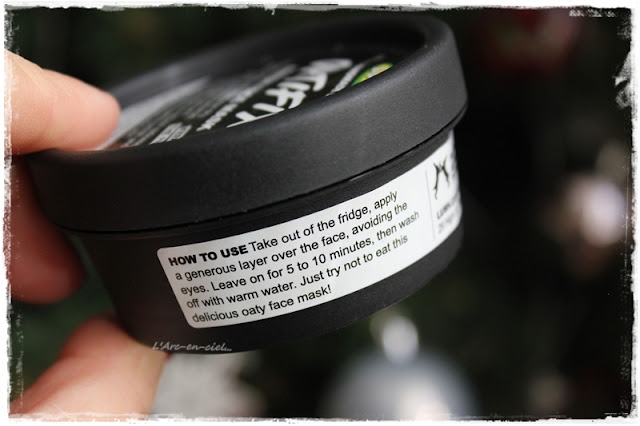 HOW TO USE Take out of the fridge, apply
a generous layer over the face, avoiding the
eyes. Leave on for 5 to 10 minutes, then wash
off with warm water. Just try not to eat this
delicious oaty face mask!
L'Arc-en-ciel...